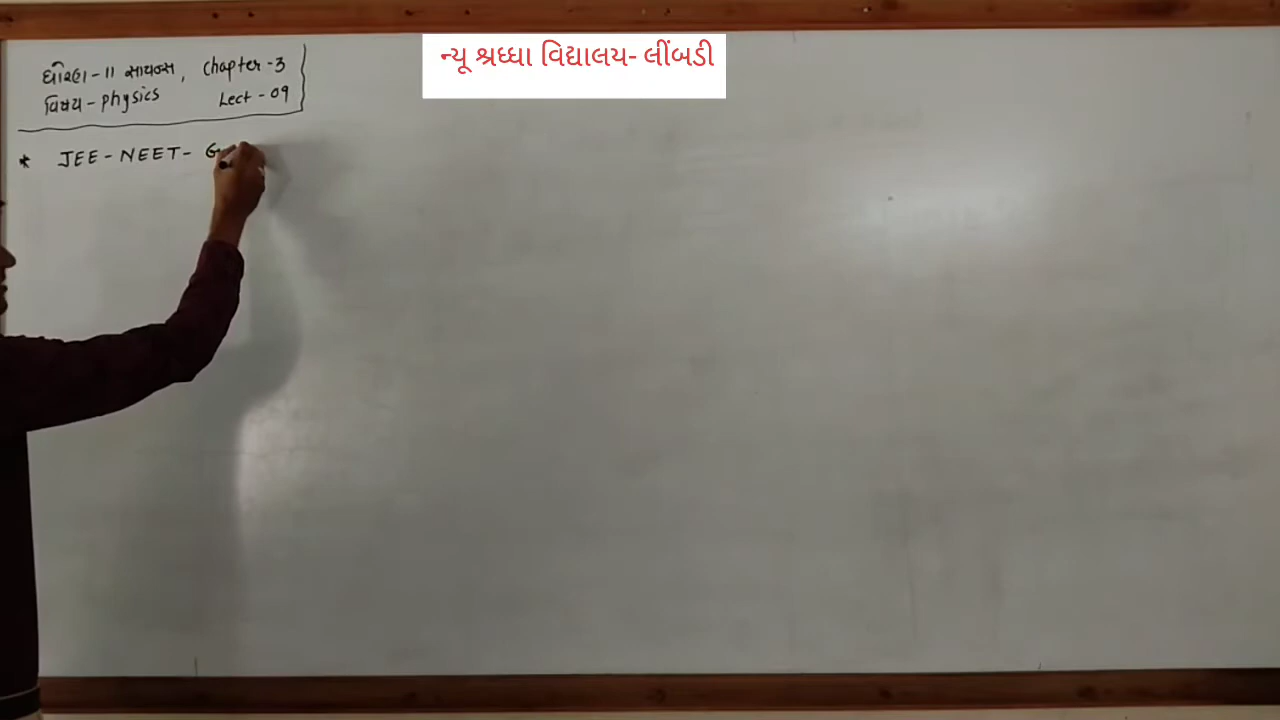 ન્યૂ શ્રધ્ધા વિદ્યાલય- લીંબડી
ધોરણ - 11 સાયન્સ, Chapter - 3
વિષય - physics Lect - 09
* JEE - NEET -